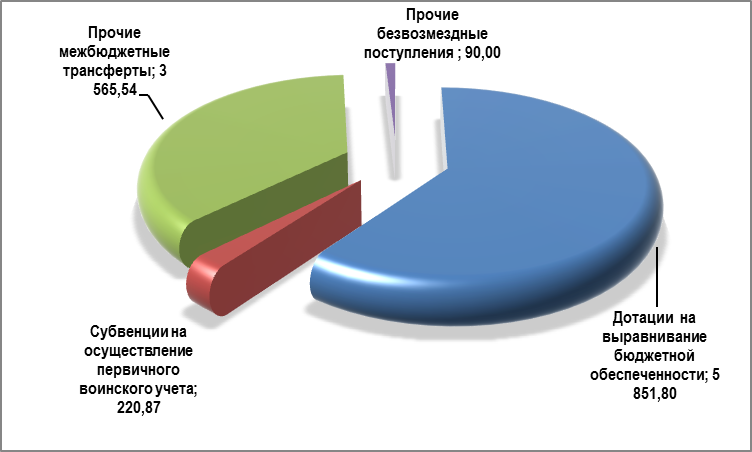 Прочие
межбюджетные
трансферты; 3
565,54
Прочие
безвозмездные
поступления ; 90,00
Субвенции на
осуществление
первичного
воинского учета;
220,87
Дотации на
выравнивание
бюджетной
обеспеченности; 5
851,80